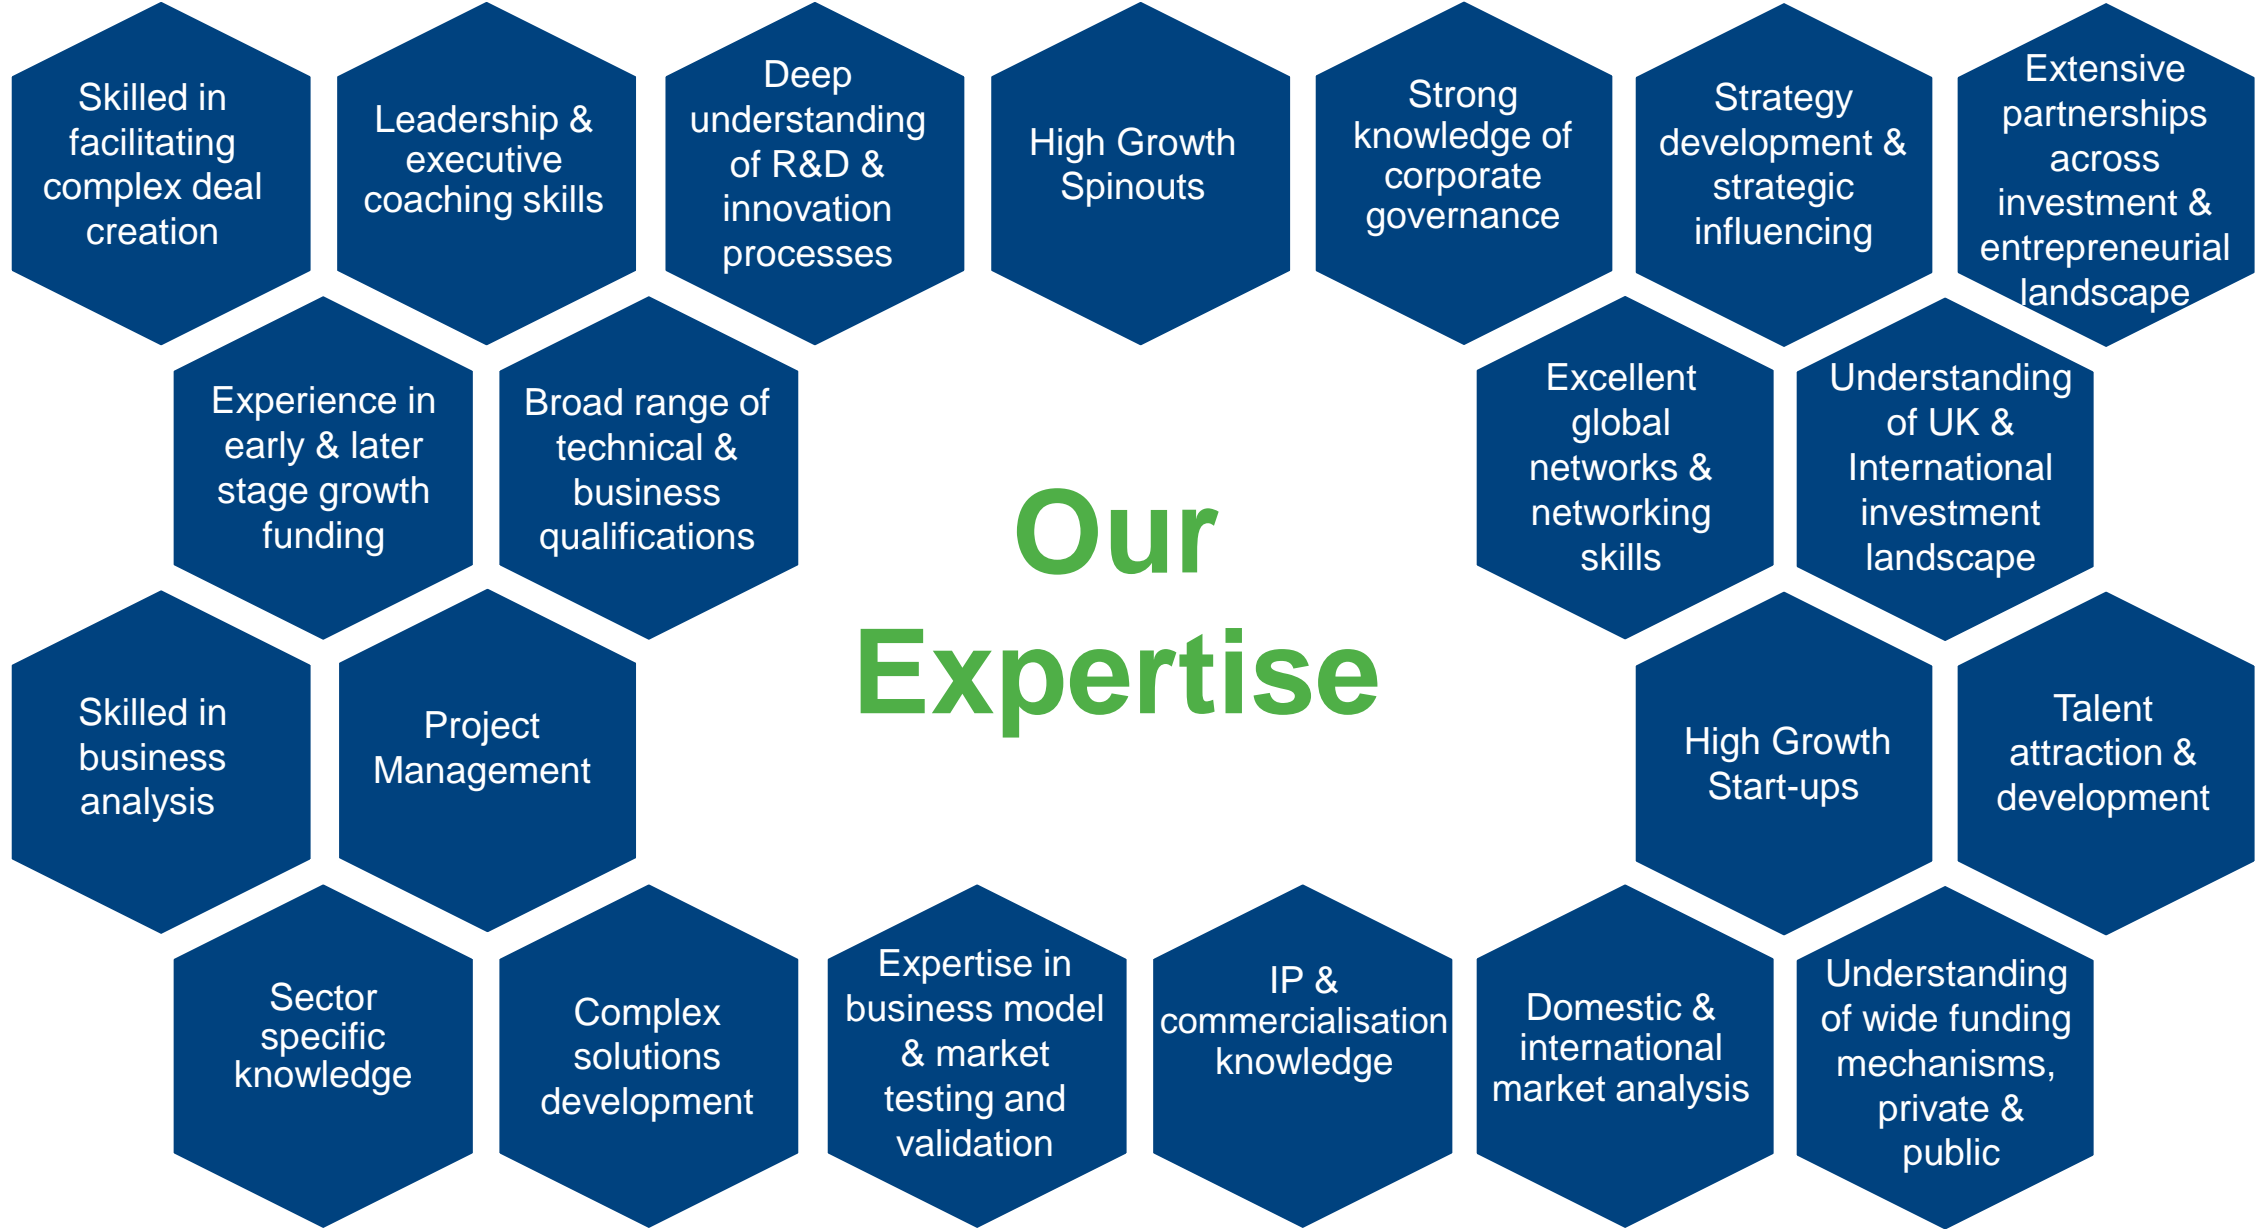 Skilled in
facilitating
complex deal
creation
Leadership &
executive
coaching skills
Deep
understanding
of R&D &
innovation
processes
High Growth
Spinouts
Strong
knowledge of
corporate
governance
Strategy
development &
strategic
influencing
Extensive
partnerships
across
investment &
entrepreneurial
landscape
Experience in
early & later
stage growth
funding
Broad range of
technical &
business
qualifications
Our
Expertise
Excellent
global
networks &
networking
skills
Understanding
of UK &
International
investment
landscape
Skilled in
business
analysis
Project
Management
High Growth
Start-ups
Talent
attraction &
development
Sector
specific
knowledge
Complex
solutions
development
Expertise in
business model
& market
testing and
validation
IP &
commercialisation
knowledge
Domestic &
international
market analysis
Understanding
of wide funding
mechanisms,
private &
public